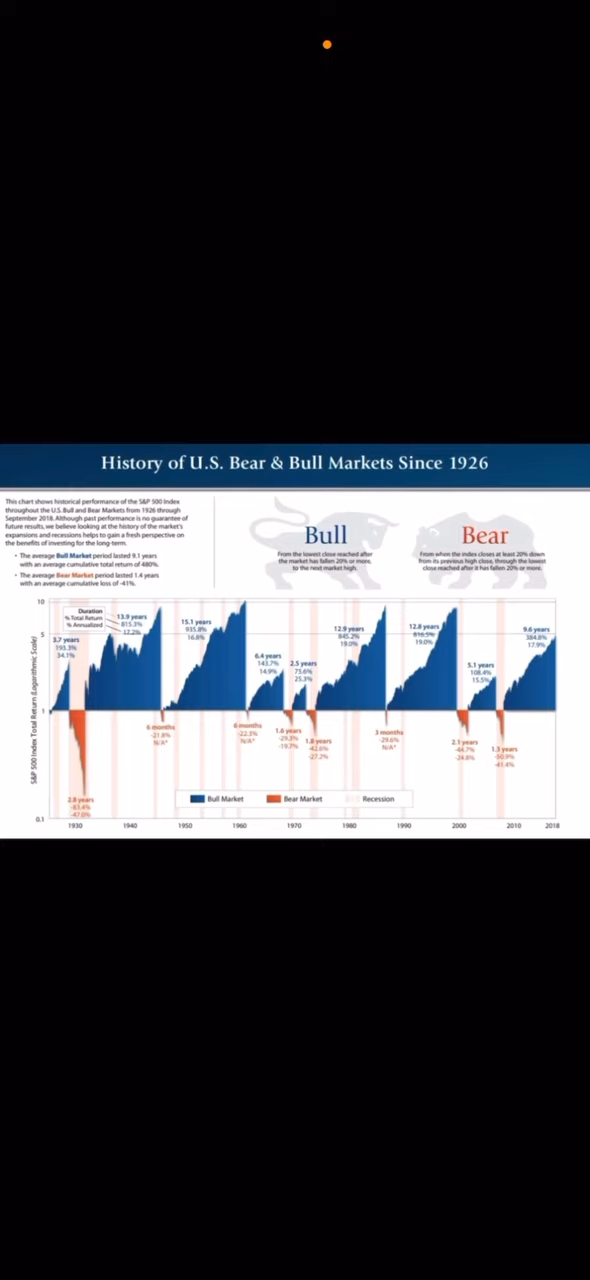 History of U.S. Bear & Bull Markets Since 1926
This chart shows historical performance of the S&P 500 Index
throughout the U.S. Bull and Bear Markets from 1926 through
September 2018. Although past performance is no guarantee of
future results, we believe looking at the history of the market's
expansions and recessions helps to gain a fresh perspective on
the benefits of investing for the long-term.
• The average Bull Market period lasted 9.1 years
with an average cumulative total return of 480%.
• The average Bear Market period lasted 1.4 years
with an average cumulative loss of -41%.
Bull
From the lowest close reached after
the market has fallen 20% or more,
to the next market high.
Bear
From when the index closes at least 20% down
from its previous high close, through the lowest
close reached after it has fallen 20% or more.
S&P 500 Index Total Return (Logarithmic Scale)
10
5
1
0.1
Duration
% Total Return
% Annualized
3.7 years
193.3%
34.1%
13.9 years
815.3%
17.2%
15.1 years
935.8%
16.8%
6.4 years
143.7%
14.9%
2.5 years
75.6%
25.3%
12.9 years
845.2%
19.0%
12.8 years
816.5%
19.0%
5.1 years
108.4%
15.5%
9.6 years
384.8%
17.9%
2.8 years
-83.4%
-47.0%
6 months
-21.8%
N/A*
6 months
-22.3%
N/A*
1.6 years
-29.3%
-19.7%
1.8 years
-42.6%
-27.2%
3 months
-29.6%
N/A*
2.1 years
-44.7%
-24.8%
1.3 years
-50.9%
-41.4%
Bull Market
Bear Market
Recession
1930
1940
1950
1960
1970
1980
1990
2000
2010
2018